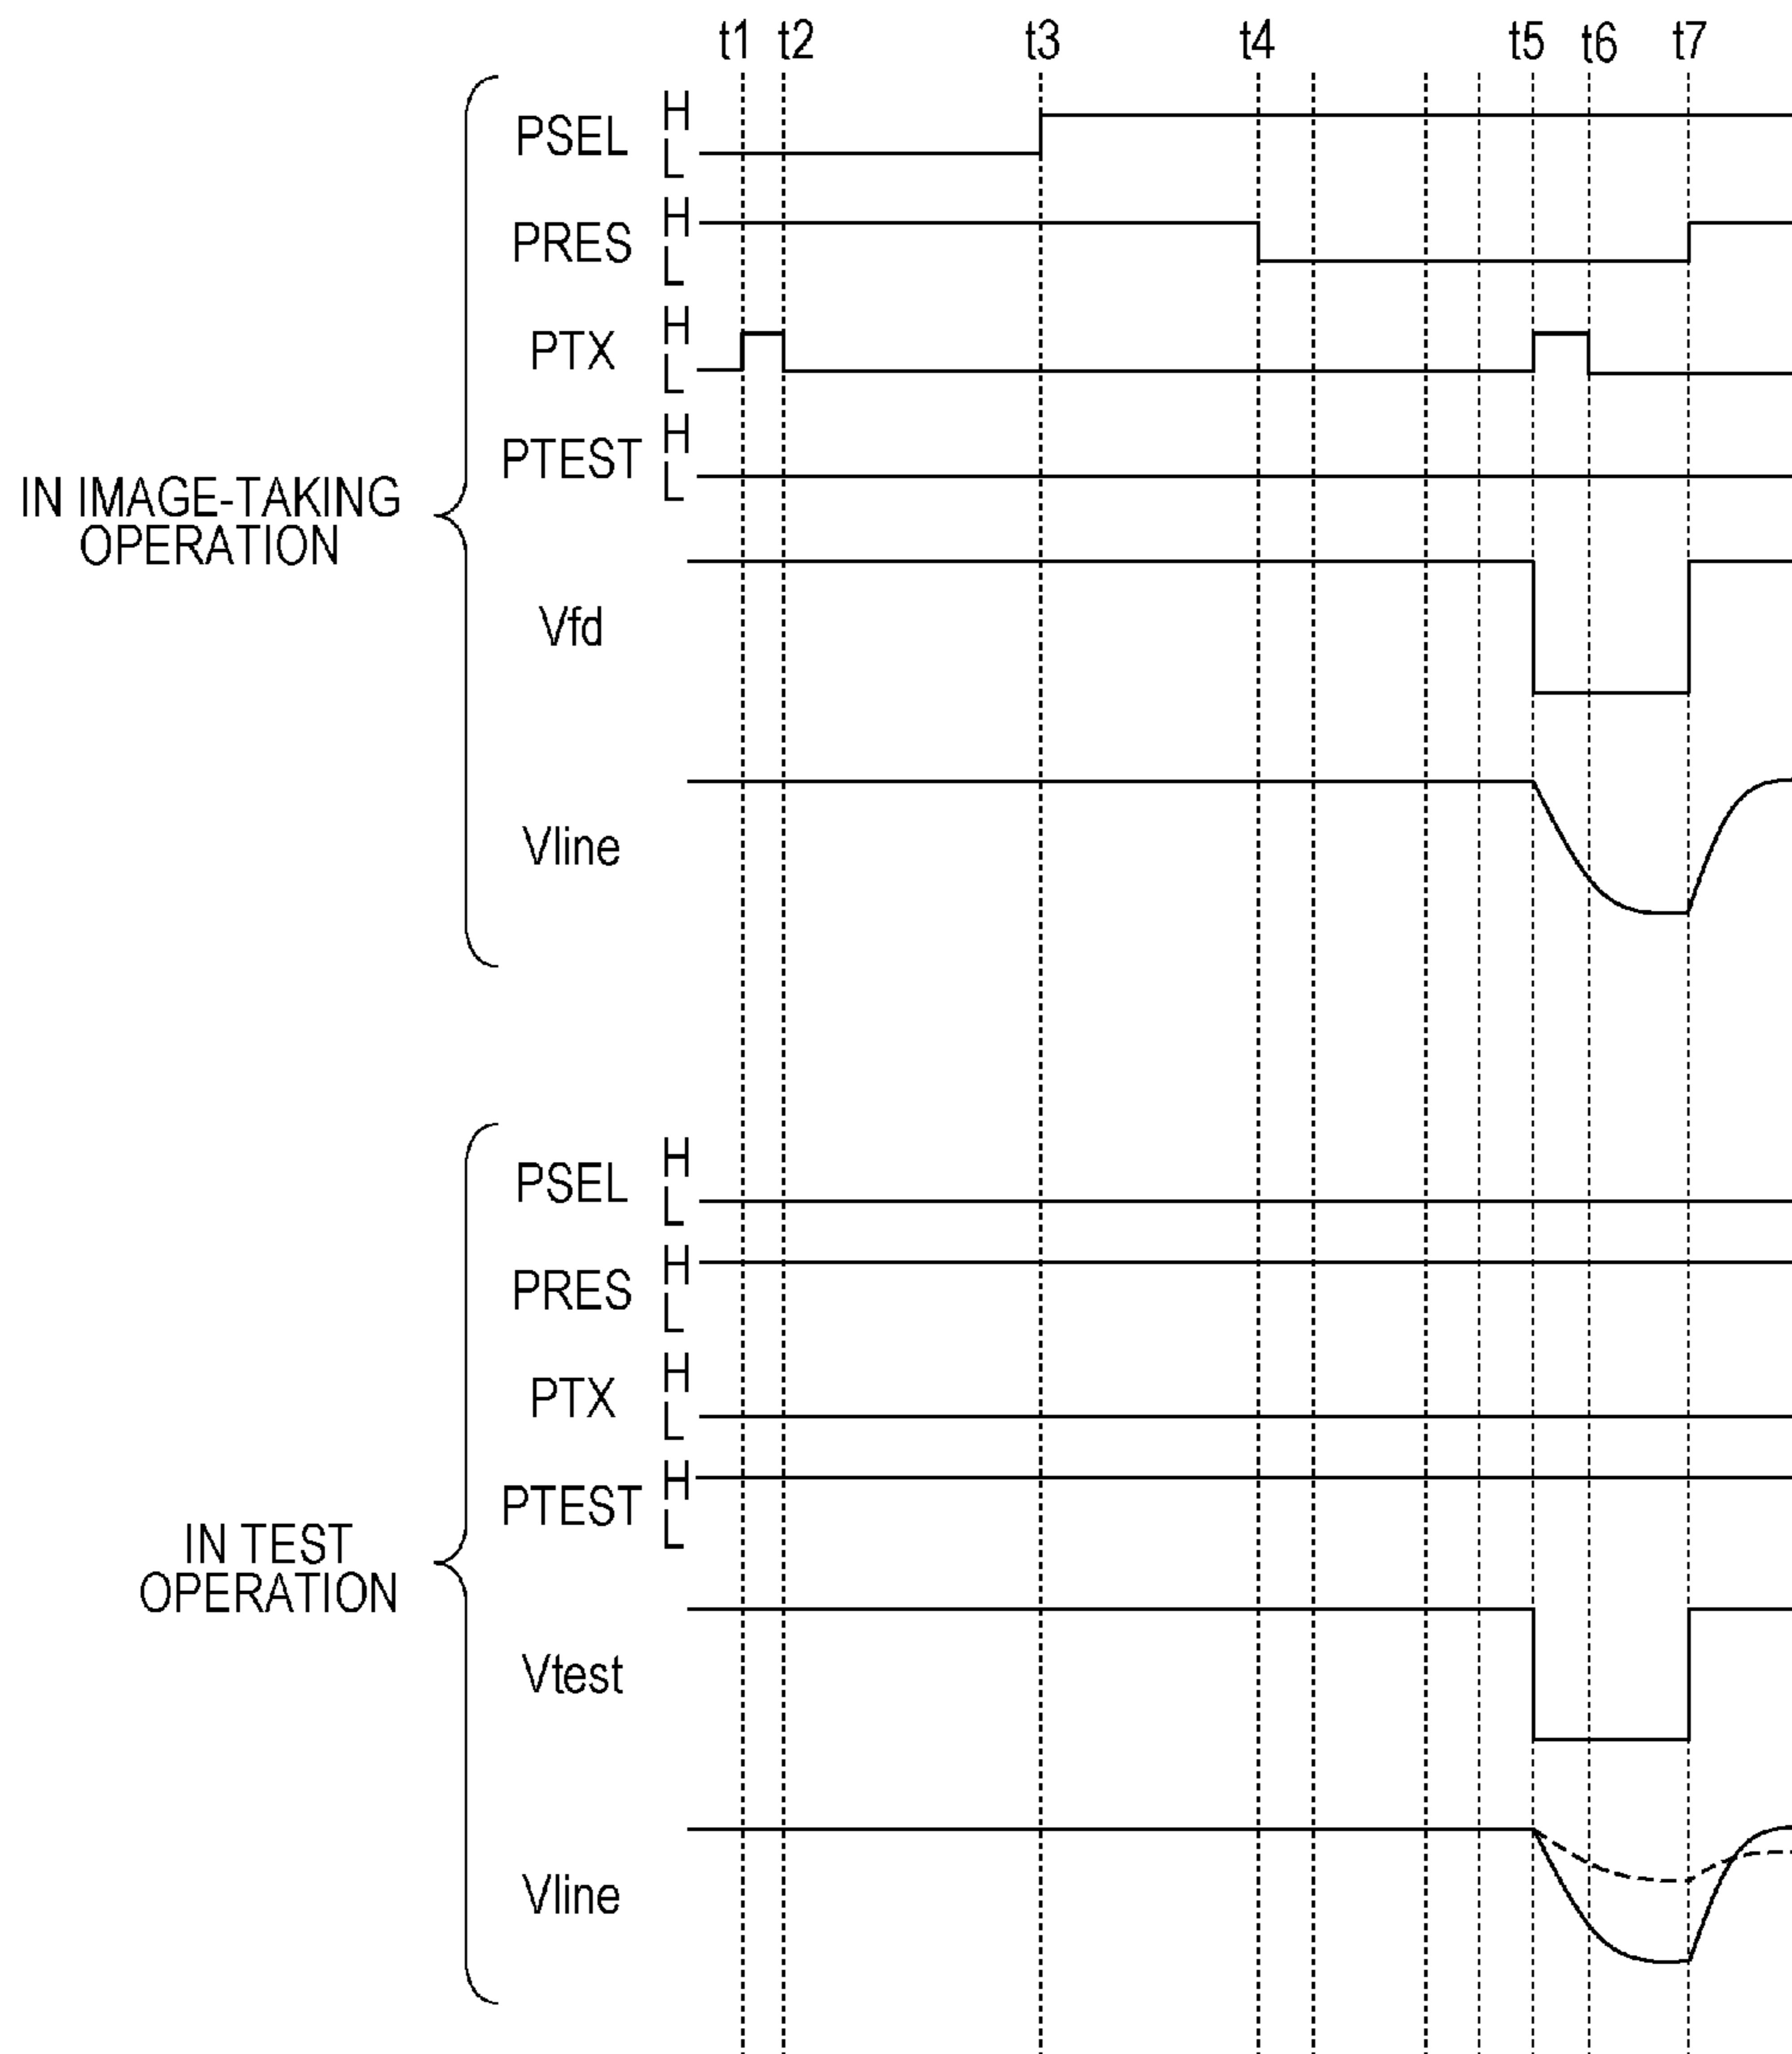 t1 t2 t3 t4 t5 t6 t7
PSEL H L
PRES H L
PTX H L
PTEST H L
IN IMAGE-TAKING
OPERATION
Vfd
Vline
PSEL H L
PRES H L
PTX H L
PTEST H L
IN TEST
OPERATION
Vtest
Vline